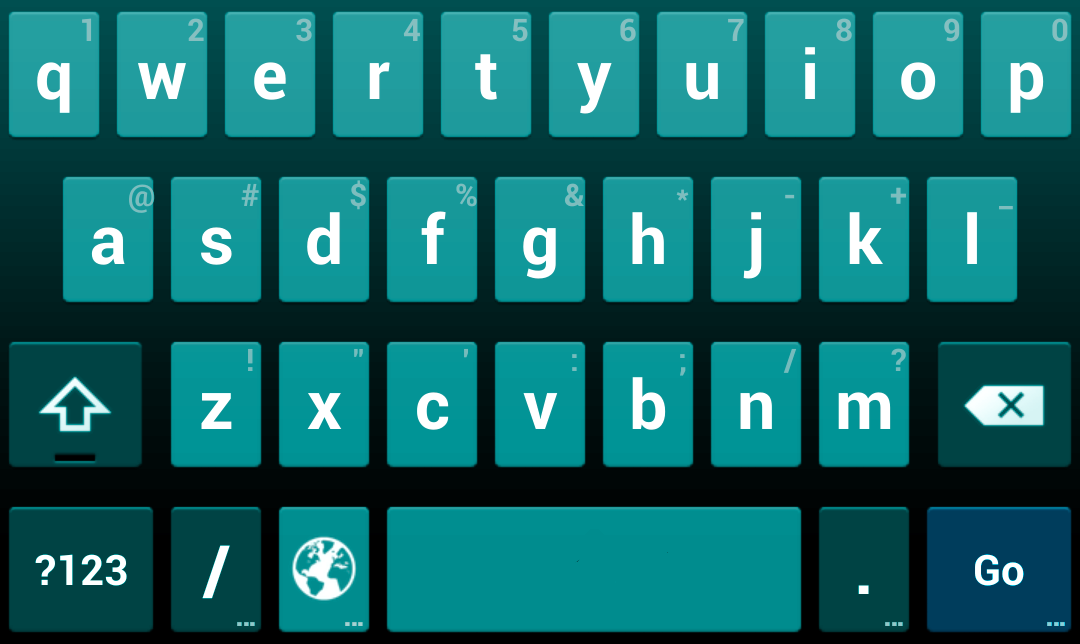 q 1 w 2 e 3 r 4 t 5 y 6 u 7 i 8 o 9 p 0
a @ s # d $ f % g & h * j - k + l _
z ! x " c ' v : b ; n / m ?
?123 / ... ... . ... Go ...